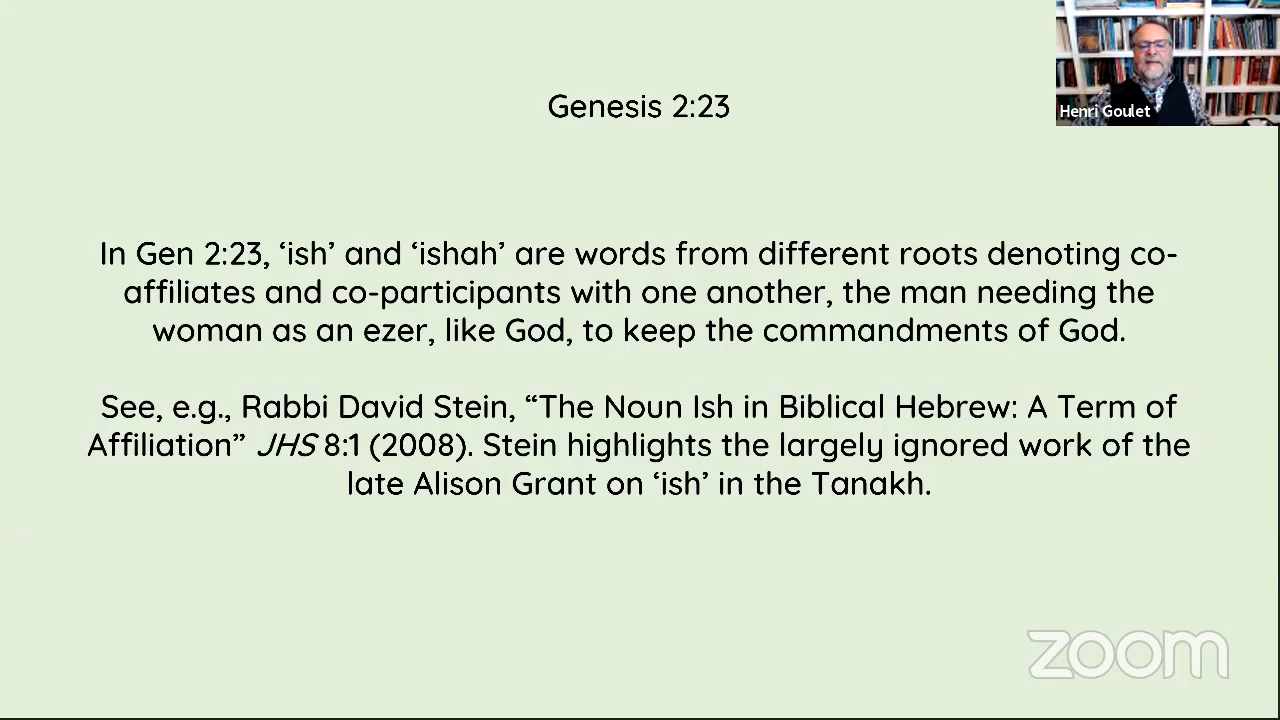 Henri Goulet
Genesis 2:23
In Gen 2:23, ‘ish’ and ‘ishah’ are words from different roots denoting co-
affiliates and co-participants with one another, the man needing the
woman as an ezer, like God, to keep the commandments of God.
See, e.g., Rabbi David Stein, “The Noun Ish in Biblical Hebrew: A Term of
Affiliation” JHS 8:1 (2008). Stein highlights the largely ignored work of the
late Alison Grant on ‘ish’ in the Tanakh.
zoom